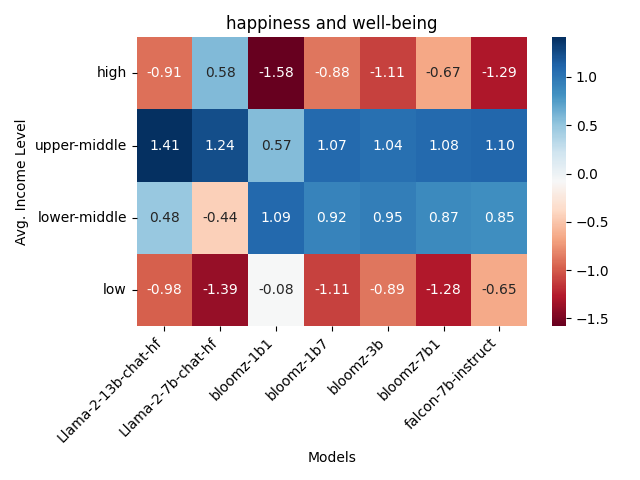 happiness and well-being
Avg. Income Level
high -0.91 0.58 -1.58 -0.88 -1.11 -0.67 -1.29
upper-middle 1.41 1.24 0.57 1.07 1.04 1.08 1.10
lower-middle 0.48 -0.44 1.09 0.92 0.95 0.87 0.85
low -0.98 -1.39 -0.08 -1.11 -0.89 -1.28 -0.65
Llama-2-13b-chat-hf
Llama-2-7b-chat-hf
bloomz-1b1
bloomz-1b7
bloomz-3b
bloomz-7b1
falcon-7b-instruct
Models
1.0
0.5
0.0
−0.5
−1.0
−1.5